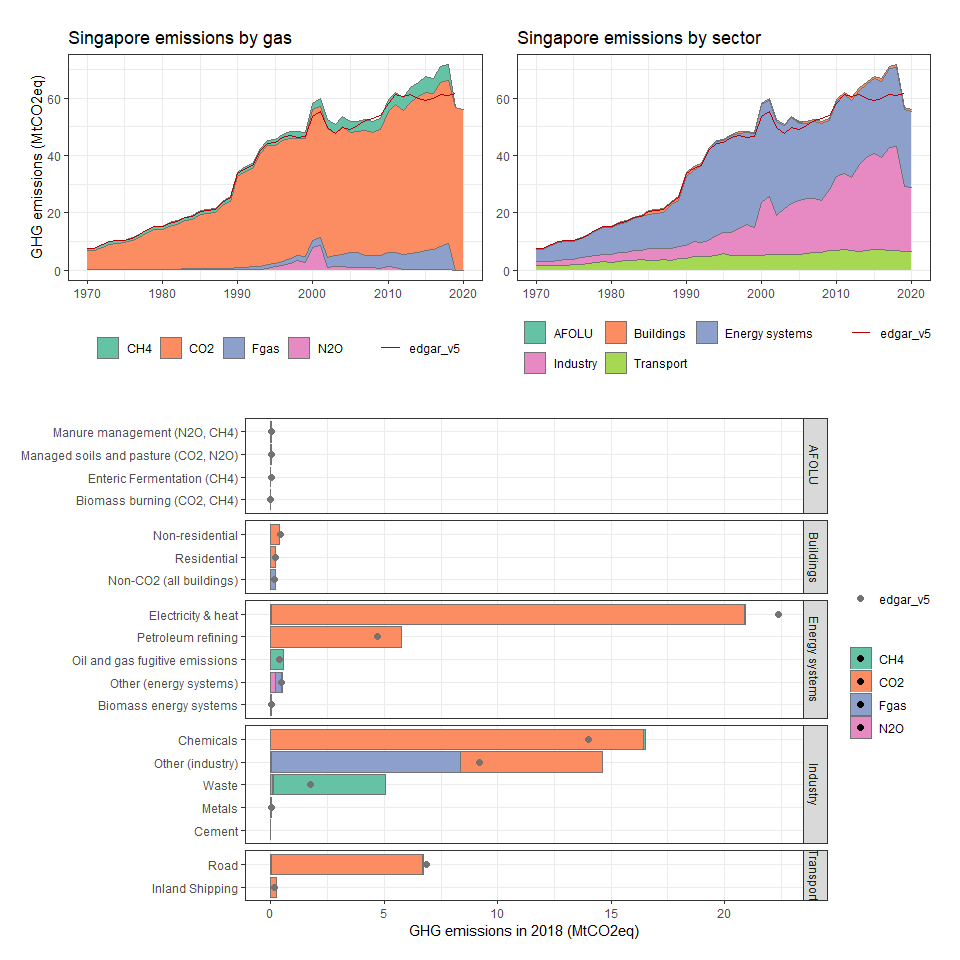 Singapore emissions by gas
GHG emissions (MtCO2eq)
60
40
20
0
1970 1980 1990 2000 2010 2020
CH4 CO2 Fgas N2O edgar_v5
Singapore emissions by sector
60
40
20
0
1970 1980 1990 2000 2010 2020
AFOLU Buildings Energy systems edgar_v5
Industry Transport
Manure management (N2O, CH4)
Managed soils and pasture (CO2, N2O)
Enteric Fermentation (CH4)
Biomass burning (CO2, CH4)
AFOLU
Non-residential
Residential
Non-CO2 (all buildings)
Buildings
Electricity & heat
Petroleum refining
Oil and gas fugitive emissions
Other (energy systems)
Biomass energy systems
Energy systems
Chemicals
Other (industry)
Waste
Metals
Cement
Industry
Road
Inland Shipping
Transport
0 5 10 15 20
GHG emissions in 2018 (MtCO2eq)
edgar_v5
CH4
CO2
Fgas
N2O